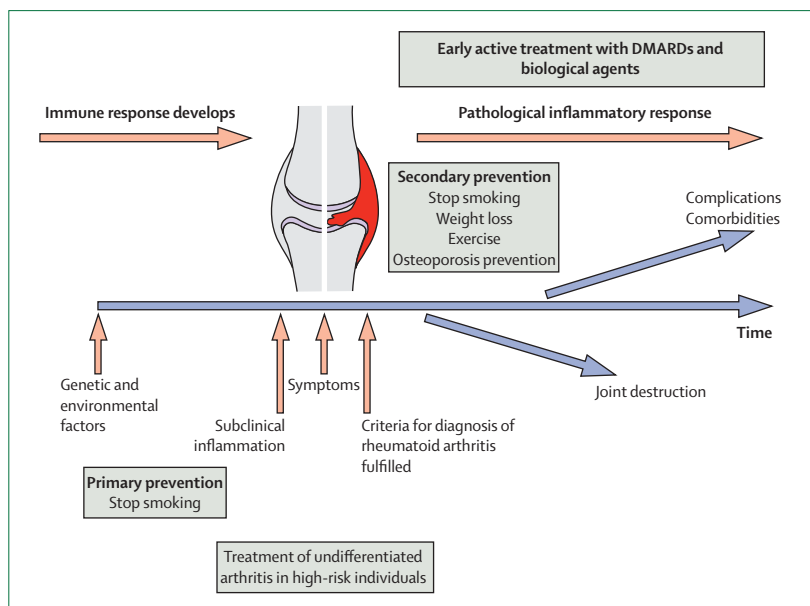 Early active treatment with DMARDs and
biological agents
Immune response develops
Pathological inflammatory response
Secondary prevention
Stop smoking
Weight loss
Exercise
Osteoporosis prevention
Complications
Comorbidities
Time
Genetic and
environmental
factors
Subclinical
inflammation
Symptoms
Criteria for diagnosis of
rheumatoid arthritis
fulfilled
Joint destruction
Primary prevention
Stop smoking
Treatment of undifferentiated
arthritis in high-risk individuals